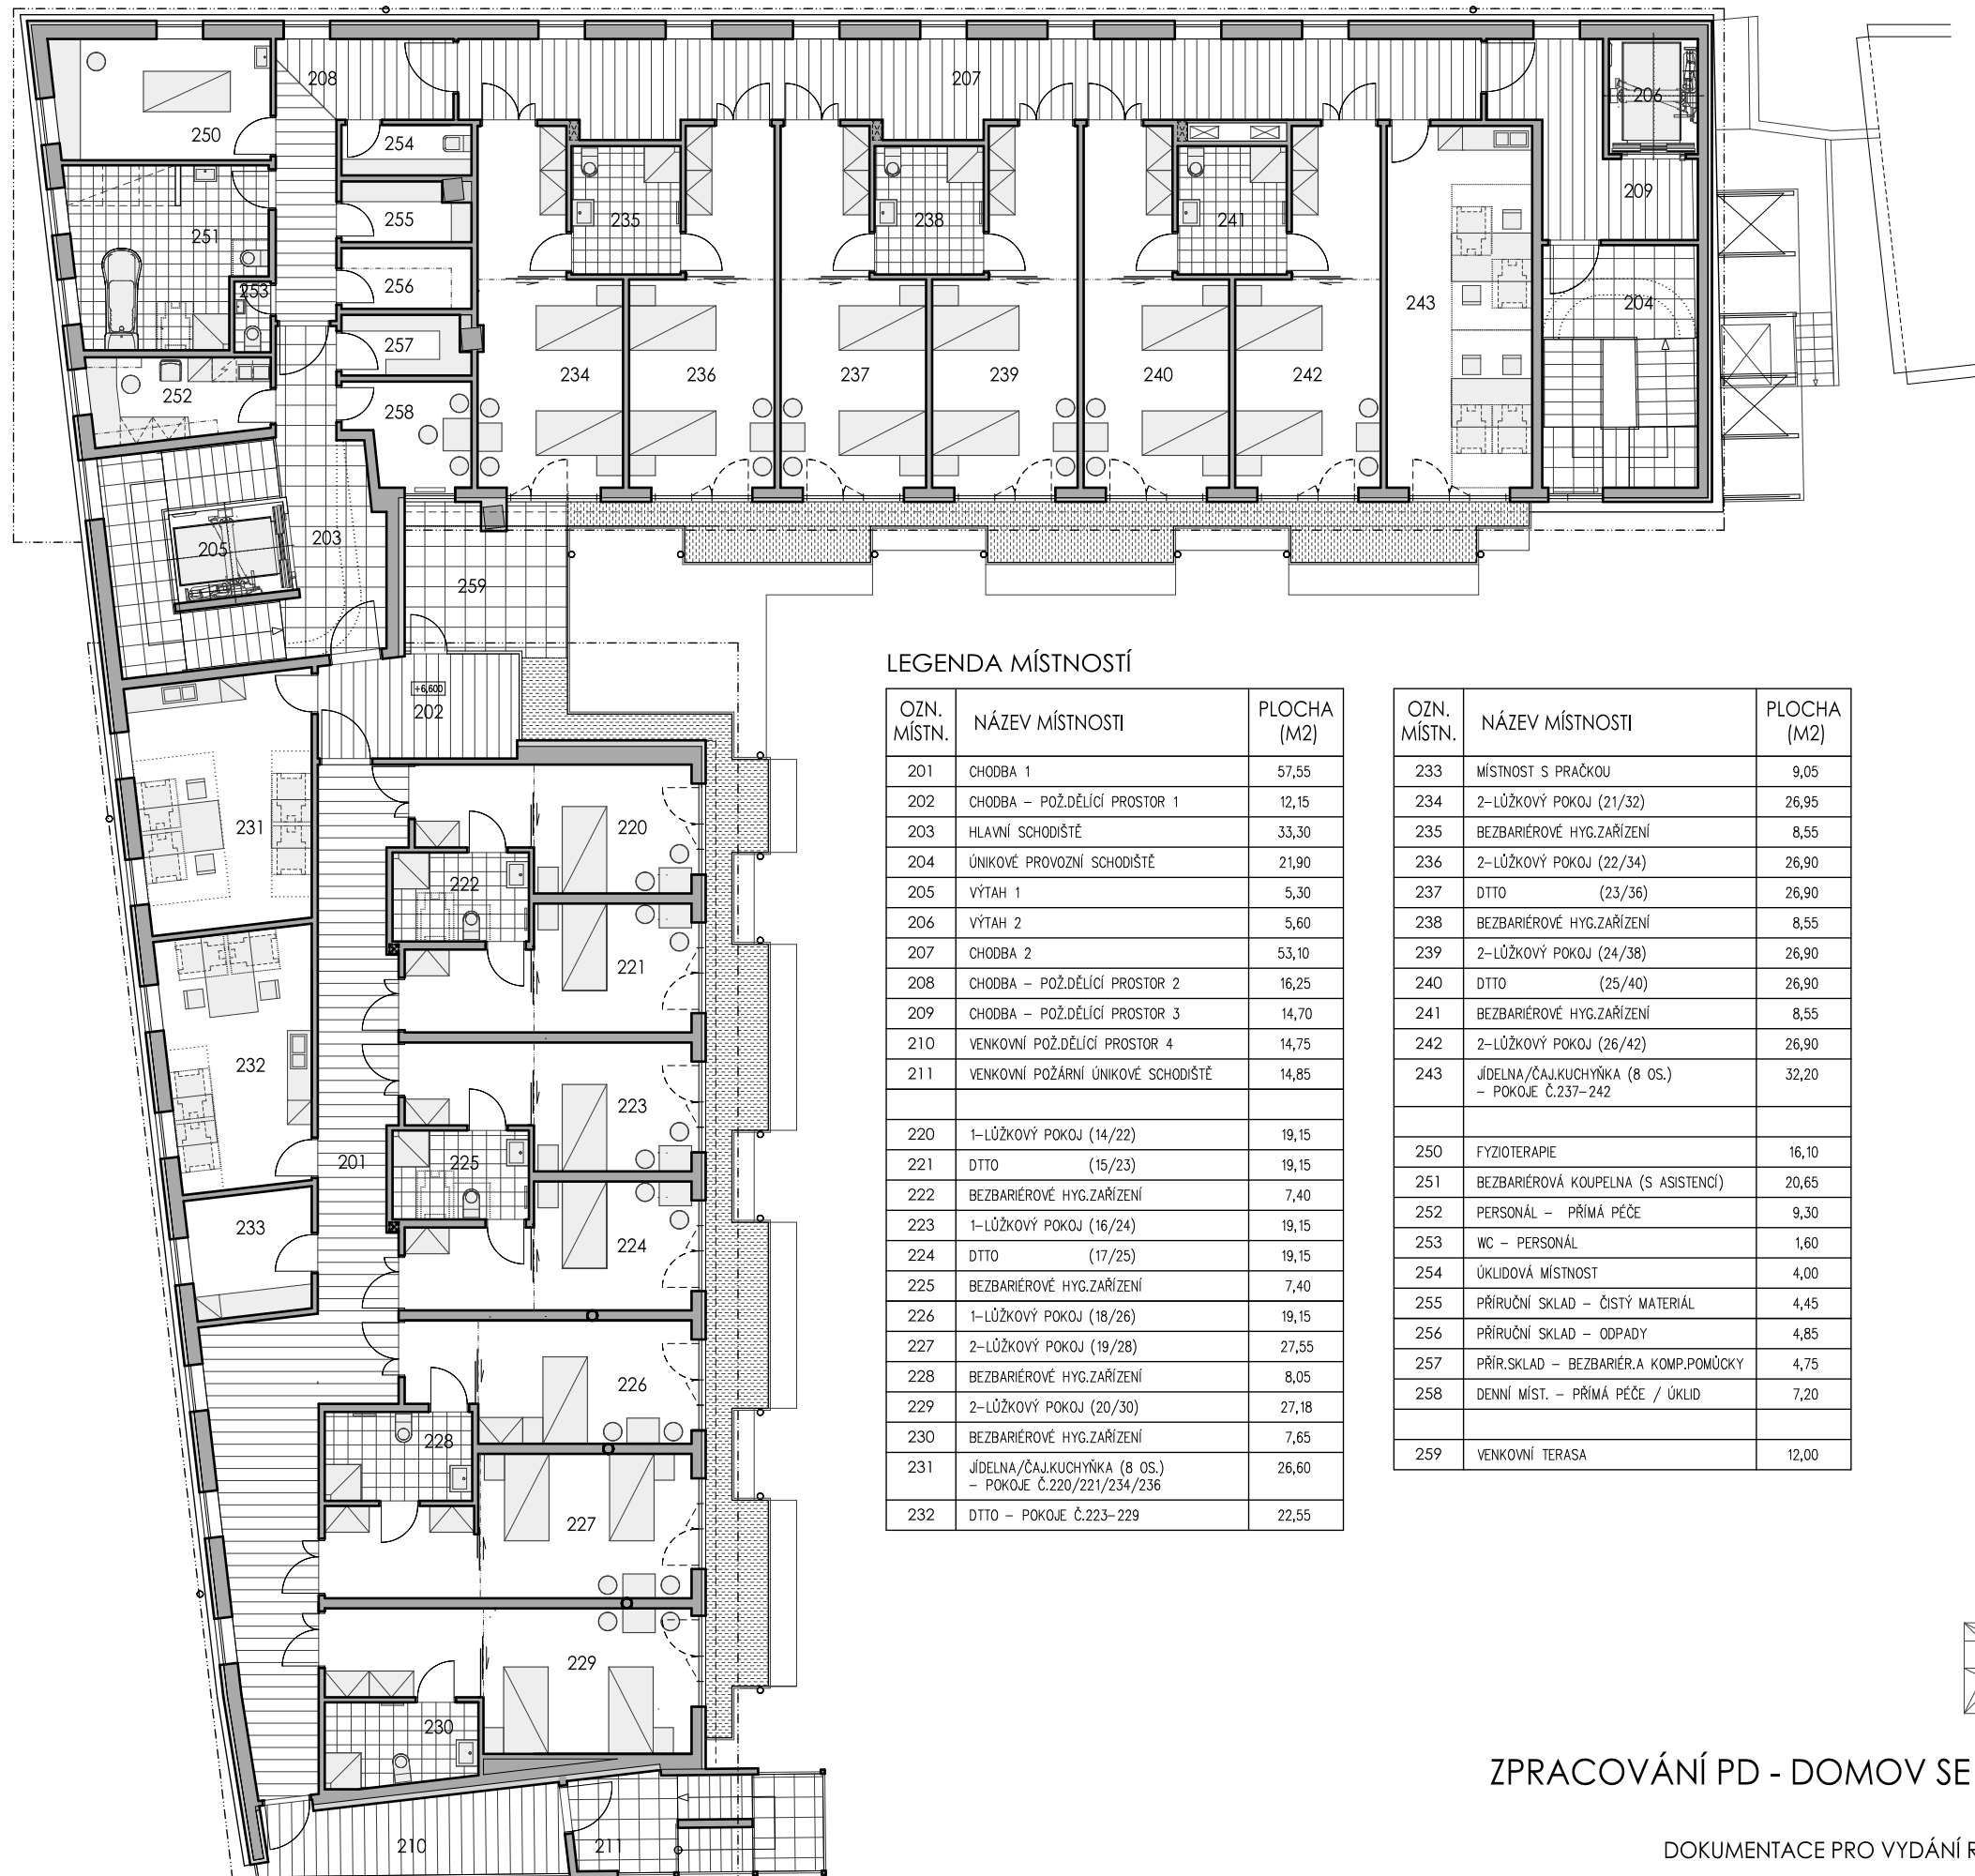 208
207
206
250
254
251
255
235
238
241
209
253
256
243
204
257
234
236
237
239
240
242
252
258
205
203
259
+6,600
202
231
220
222
221
232
223
201
225
233
224
226
228
227
229
230
210
211
LEGENDA MÍSTNOSTÍ
OZN. MÍSTN. NÁZEV MÍSTNOSTI PLOCHA (M2)
201 CHODBA 1 57,55
202 CHODBA – POŽ.DĚLÍCÍ PROSTOR 1 12,15
203 HLAVNÍ SCHODIŠTĚ 33,30
204 ÚNIKOVÉ PROVOZNÍ SCHODIŠTĚ 21,90
205 VÝTAH 1 5,30
206 VÝTAH 2 5,60
207 CHODBA 2 53,10
208 CHODBA – POŽ.DĚLÍCÍ PROSTOR 2 16,25
209 CHODBA – POŽ.DĚLÍCÍ PROSTOR 3 14,70
210 VENKOVNÍ POŽ.DĚLÍCÍ PROSTOR 4 14,75
211 VENKOVNÍ POŽÁRNÍ ÚNIKOVÉ SCHODIŠTĚ 14,85
220 1–LŮŽKOVÝ POKOJ (14/22) 19,15
221 DTTO (15/23) 19,15
222 BEZBARIÉROVÉ HYG.ZAŘÍZENÍ 7,40
223 1–LŮŽKOVÝ POKOJ (16/24) 19,15
224 DTTO (17/25) 19,15
225 BEZBARIÉROVÉ HYG.ZAŘÍZENÍ 7,40
226 1–LŮŽKOVÝ POKOJ (18/26) 19,15
227 2–LŮŽKOVÝ POKOJ (19/28) 27,55
228 BEZBARIÉROVÉ HYG.ZAŘÍZENÍ 8,05
229 2–LŮŽKOVÝ POKOJ (20/30) 27,18
230 BEZBARIÉROVÉ HYG.ZAŘÍZENÍ 7,65
231 JÍDELNA/ČAJ.KUCHYŇKA (8 OS.) 26,60
– POKOJE Č.220/221/234/236
232 DTTO – POKOJE Č.223–229 22,55
OZN. MÍSTN. NÁZEV MÍSTNOSTI PLOCHA (M2)
233 MÍSTNOST S PRAČKOU 9,05
234 2–LŮŽKOVÝ POKOJ (21/32) 26,95
235 BEZBARIÉROVÉ HYG.ZAŘÍZENÍ 8,55
236 2–LŮŽKOVÝ POKOJ (22/34) 26,90
237 DTTO (23/36) 26,90
238 BEZBARIÉROVÉ HYG.ZAŘÍZENÍ 8,55
239 2–LŮŽKOVÝ POKOJ (24/38) 26,90
240 DTTO (25/40) 26,90
241 BEZBARIÉROVÉ HYG.ZAŘÍZENÍ 8,55
242 2–LŮŽKOVÝ POKOJ (26/42) 26,90
243 JÍDELNA/ČAJ.KUCHYŇKA (8 OS.) 32,20
– POKOJE Č.237–242
250 FYZIOTERAPIE 16,10
251 BEZBARIÉROVÁ KOUPELNA (S ASISTENCÍ) 20,65
252 PERSONÁL – PŘÍMÁ PÉČE 9,30
253 WC – PERSONÁL 1,60
254 ÚKLIDOVÁ MÍSTNOST 4,00
255 PŘÍRUČNÍ SKLAD – ČISTÝ MATERIÁL 4,45
256 PŘÍRUČNÍ SKLAD – ODPADY 4,85
257 PŘÍR.SKLAD – BEZBARIÉR.A KOMP.POMŮCKY 4,75
258 DENNÍ MÍST. – PŘÍMÁ PÉČE / ÚKLID 7,20
259 VENKOVNÍ TERASA 12,00
ZPRACOVÁNÍ PD - DOMOV SE
DOKUMENTACE PRO VYDÁNÍ R